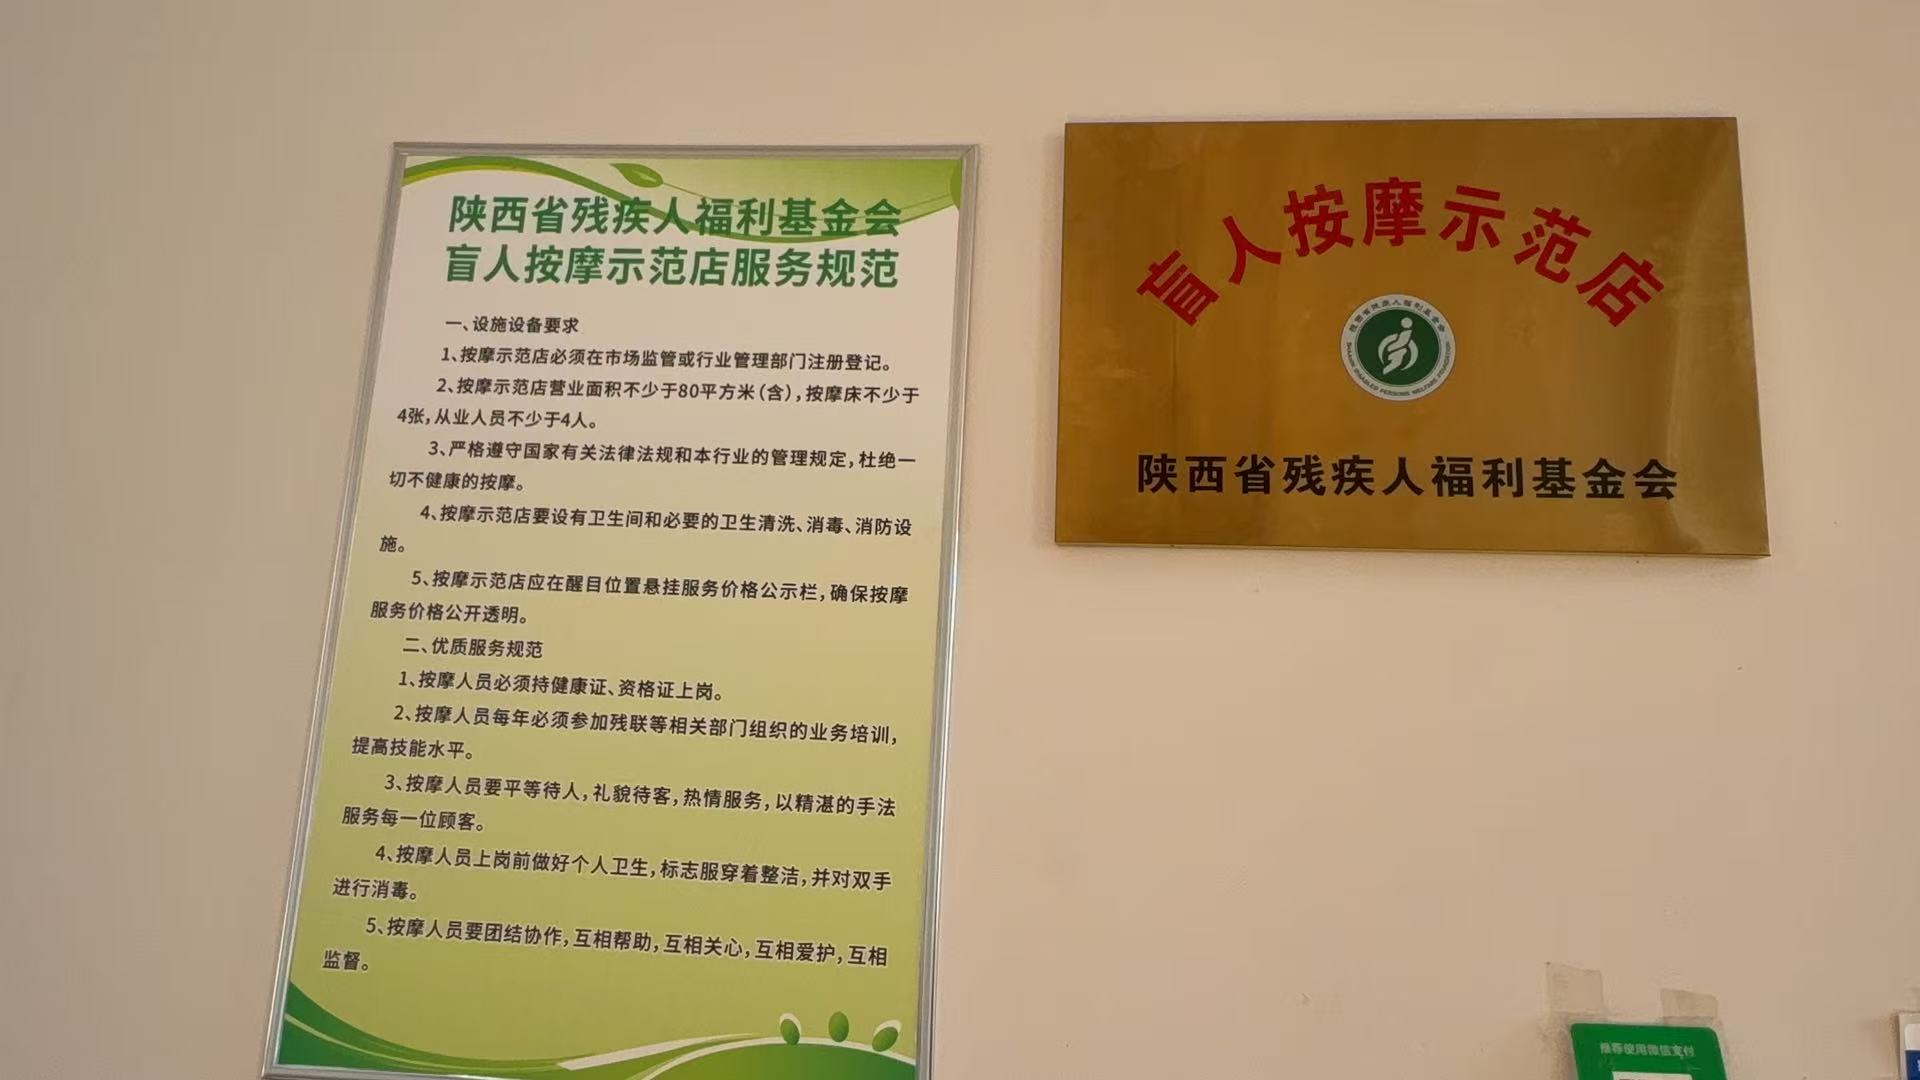 陕西省残疾人福利基金会
盲人按摩示范店服务规范
一、设施设备要求
1、按摩示范店必须在市场监管或行业管理部门注册登记。
2、按摩示范店营业面积不少于80平方米(含),按摩床不少于
4张,从业人员不少于4人。
3、严格遵守国家有关法律法规和本行业的管理规定,杜绝一
切不健康的按摩。
4、按摩示范店要设有卫生间和必要的卫生清洗、消毒、消防设
施。
5、按摩示范店应在醒目位置悬挂服务价格公示栏,确保按摩
服务价格公开透明。
二、优质服务规范
1、按摩人员必须持健康证、资格证上岗。
2、按摩人员每年必须参加残联等相关部门组织的业务培训,
提高技能水平。
3、按摩人员要平等待人,礼貌待客,热情服务,以精湛的手法
服务每一位顾客。
4、按摩人员上岗前做好个人卫生,标志服穿着整洁,并对双手
进行消毒。
5、按摩人员要团结协作,互相帮助,互相关心,互相爱护,互相
监督。
盲人按摩示范店
陕西省残疾人福利基金会
SHAANXI DISABLED PERSONS WELFARE FOUNDATION
陕西省残疾人福利基金会
推荐使用微信支付